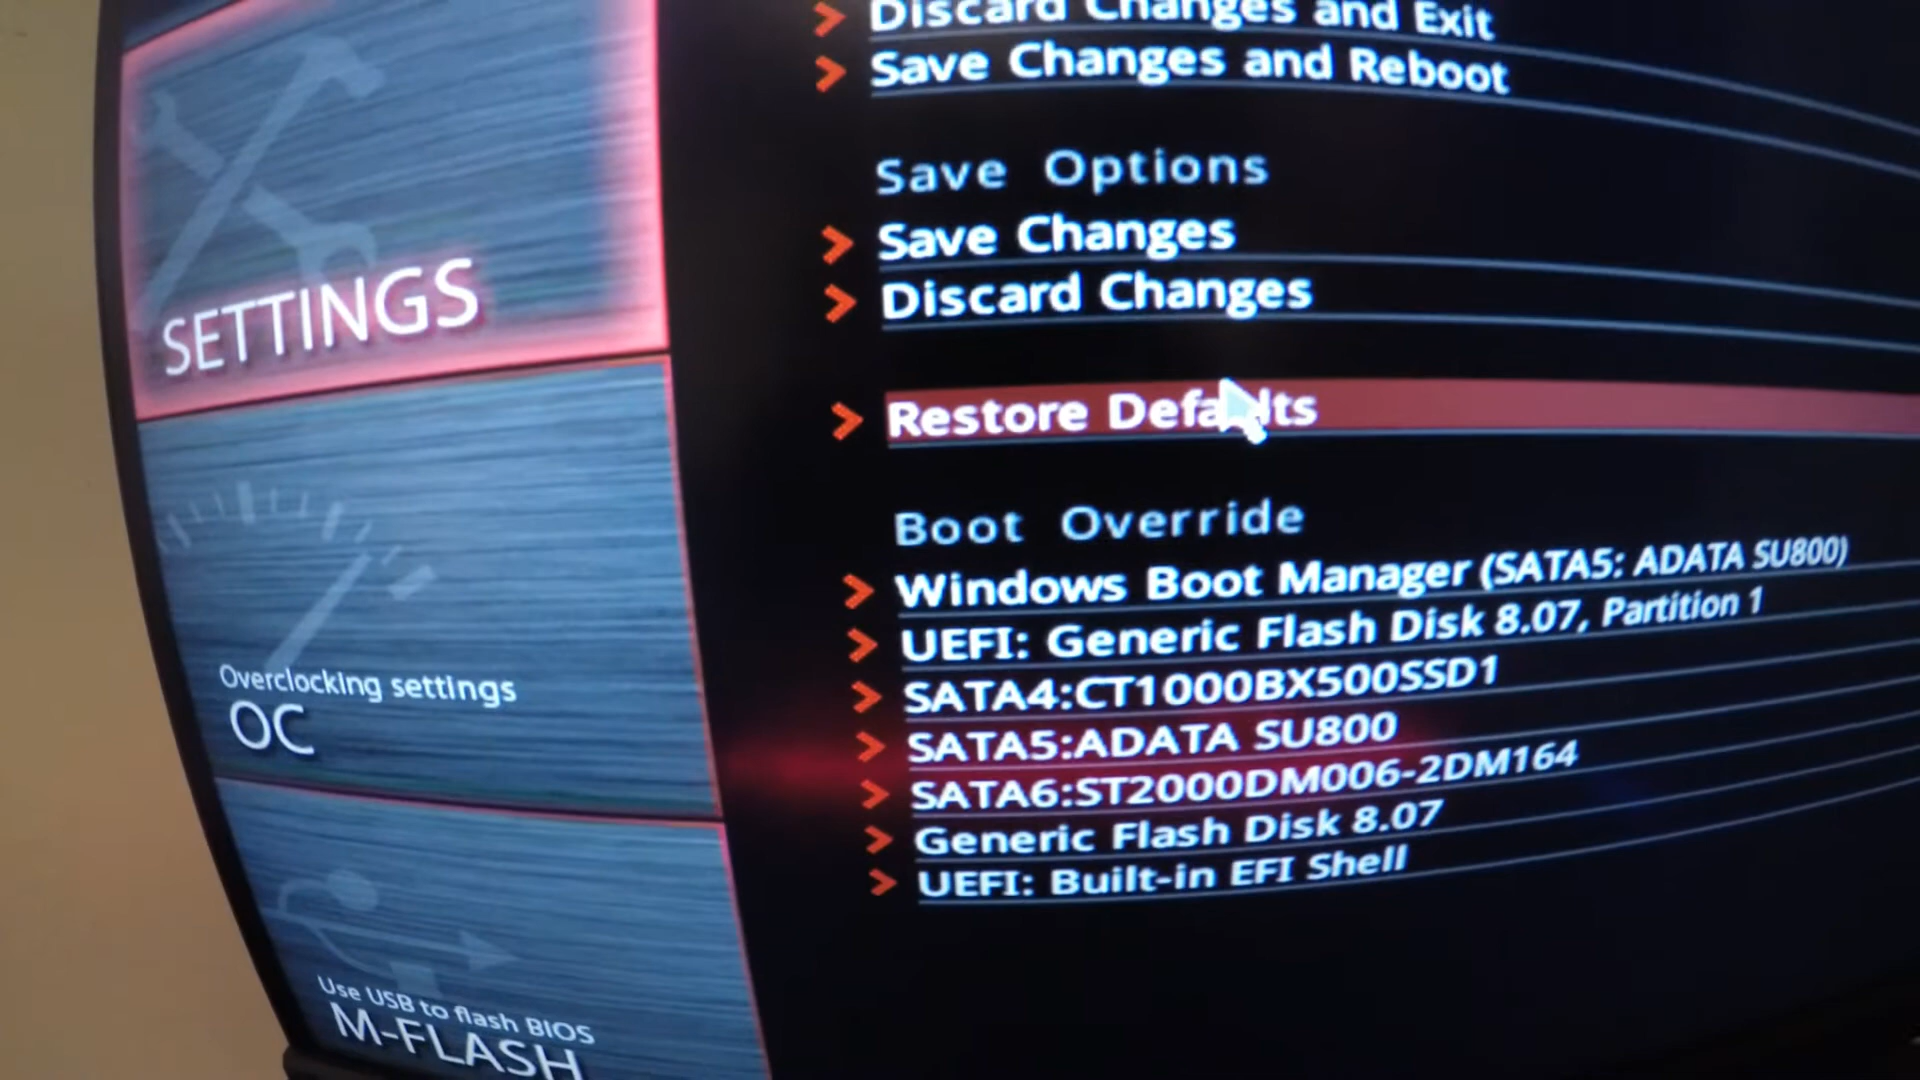 Discard Changes and Exit
Save Changes and Reboot
Save Options
Save Changes
Discard Changes
Restore Defaults
Boot Override
Windows Boot Manager (SATA5: ADATA SU800)
UEFI: Generic Flash Disk 8.07, Partition 1
SATA4:CT1000BX500SSD1
SATA5:ADATA SU800
SATA6:ST2000DM006-2DM164
Generic Flash Disk 8.07
UEFI: Built-in EFI Shell
SETTINGS
Overclocking settings
OC
Use USB to flash BIOS
M-FLASH